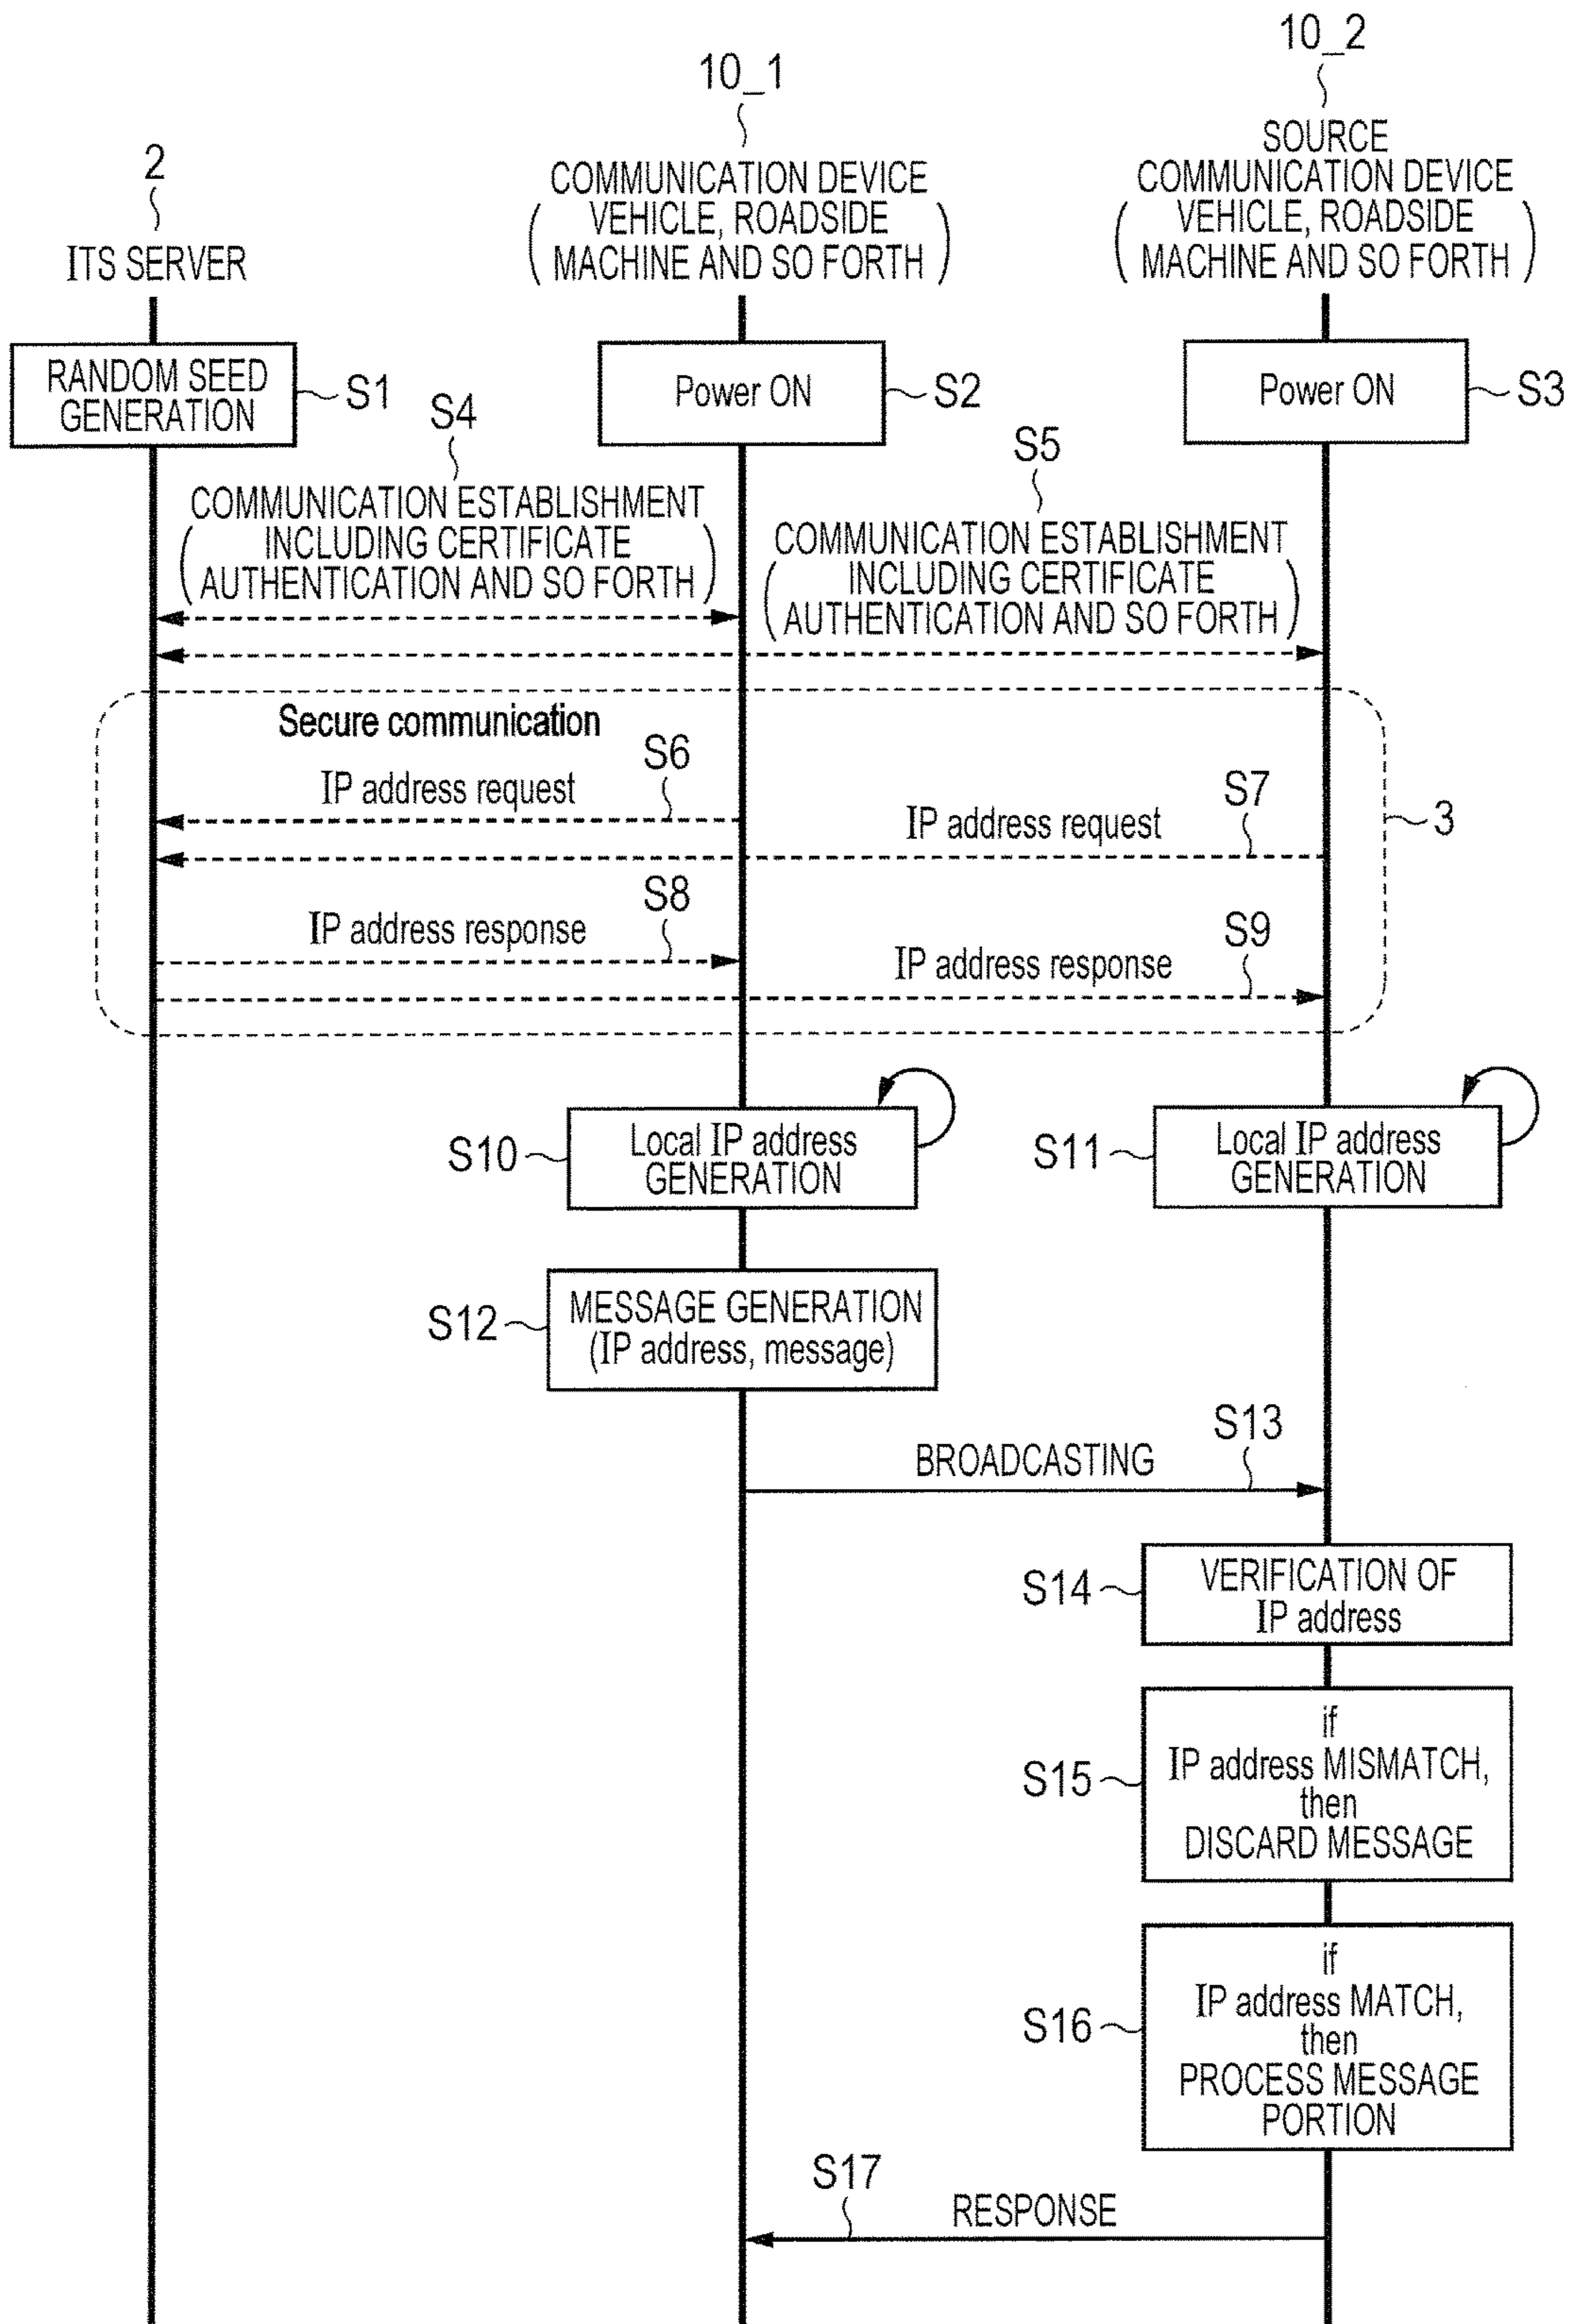 10_2
10_1
SOURCE
COMMUNICATION DEVICE
(VEHICLE, ROADSIDE
MACHINE AND SO FORTH)
2
COMMUNICATION DEVICE
(VEHICLE, ROADSIDE
MACHINE AND SO FORTH)
ITS SERVER
RANDOM SEED
GENERATION
S1
Power ON
S2
Power ON
S3
S4
COMMUNICATION ESTABLISHMENT
(INCLUDING CERTIFICATE
AUTHENTICATION AND SO FORTH)
S5
COMMUNICATION ESTABLISHMENT
(INCLUDING CERTIFICATE
AUTHENTICATION AND SO FORTH)
Secure communication
S6
IP address request
S7
IP address request
3
S8
IP address response
S9
IP address response
S10
Local IP address
GENERATION
S11
Local IP address
GENERATION
S12
MESSAGE GENERATION
(IP address, message)
S13
BROADCASTING
S14
VERIFICATION OF
IP address
S15
if
IP address MISMATCH,
then
DISCARD MESSAGE
S16
if
IP address MATCH,
then
PROCESS MESSAGE
PORTION
S17
RESPONSE